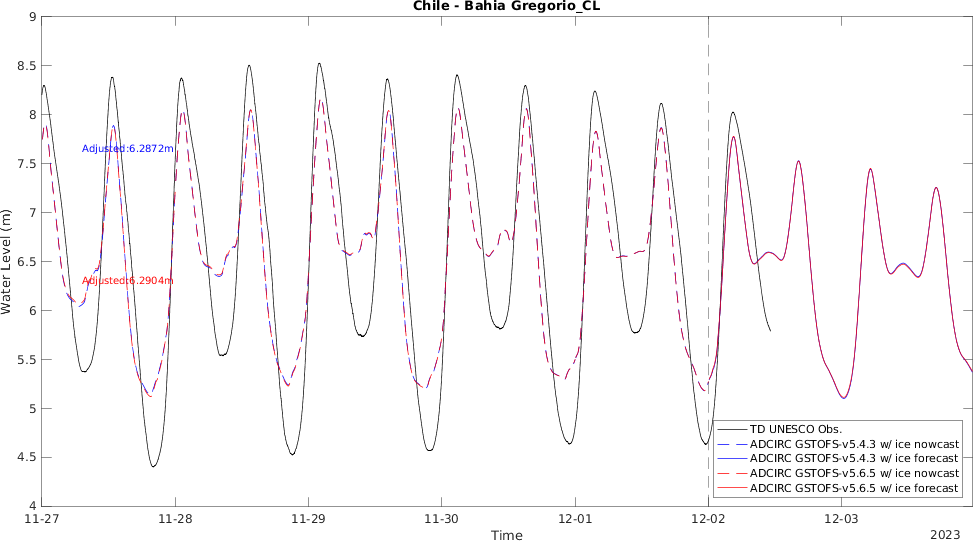 Chile - Bahia Gregorio_CL
9
8.5
8
7.5
7
6.5
6
5.5
5
4.5
4
Water Level (m)
Adjusted:6.2872m
Adjusted:6.2904m
TD UNESCO Obs.
ADCIRC GSTOFS-v5.4.3 w/ ice nowcast
ADCIRC GSTOFS-v5.4.3 w/ ice forecast
ADCIRC GSTOFS-v5.6.5 w/ ice nowcast
ADCIRC GSTOFS-v5.6.5 w/ ice forecast
11-27 11-28 11-29 11-30 12-01 12-02 12-03
Time
2023